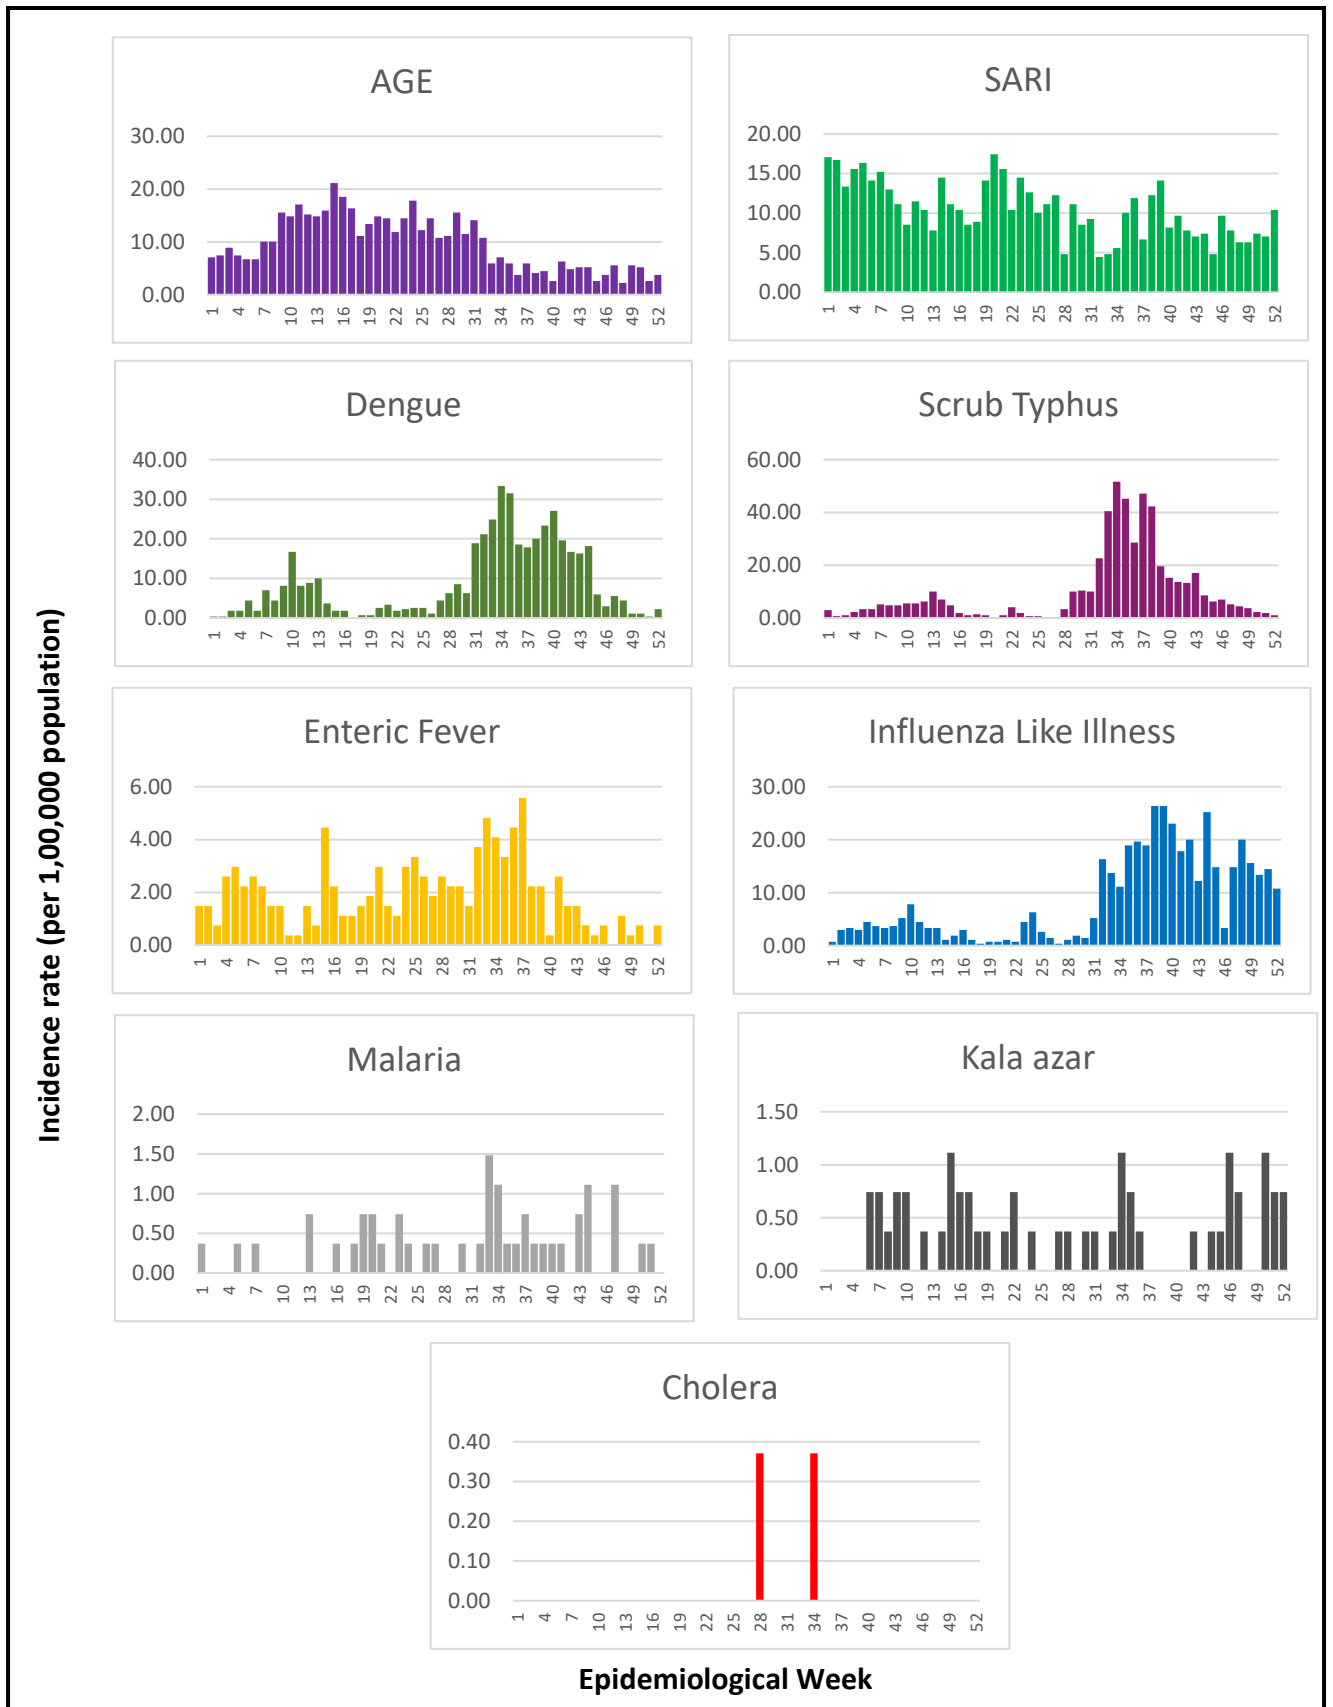 Incidence rate (per 1,00,000 population)
AGE
30.00
20.00
10.00
0.00
1 4 7 10 13 16 19 22 25 28 31 34 37 40 43 46 49 52
SARI
20.00
15.00
10.00
5.00
0.00
1 4 7 10 13 16 19 22 25 28 31 34 37 40 43 46 49 52
Dengue
40.00
30.00
20.00
10.00
0.00
1 4 7 10 13 16 19 22 25 28 31 34 37 40 43 46 49 52
Scrub Typhus
60.00
40.00
20.00
0.00
1 4 7 10 13 16 19 22 25 28 31 34 37 40 43 46 49 52
Enteric Fever
6.00
4.00
2.00
0.00
1 4 7 10 13 16 19 22 25 28 31 34 37 40 43 46 49 52
Influenza Like Illness
30.00
20.00
10.00
0.00
1 4 7 10 13 16 19 22 25 28 31 34 37 40 43 46 49 52
Malaria
2.00
1.50
1.00
0.50
0.00
1 4 7 10 13 16 19 22 25 28 31 34 37 40 43 46 49 52
Kala azar
1.50
1.00
0.50
0.00
1 4 7 10 13 16 19 22 25 28 31 34 37 40 43 46 49 52
Cholera
0.40
0.30
0.20
0.10
0.00
1 4 7 10 13 16 19 22 25 28 31 34 37 40 43 46 49 52
Epidemiological Week